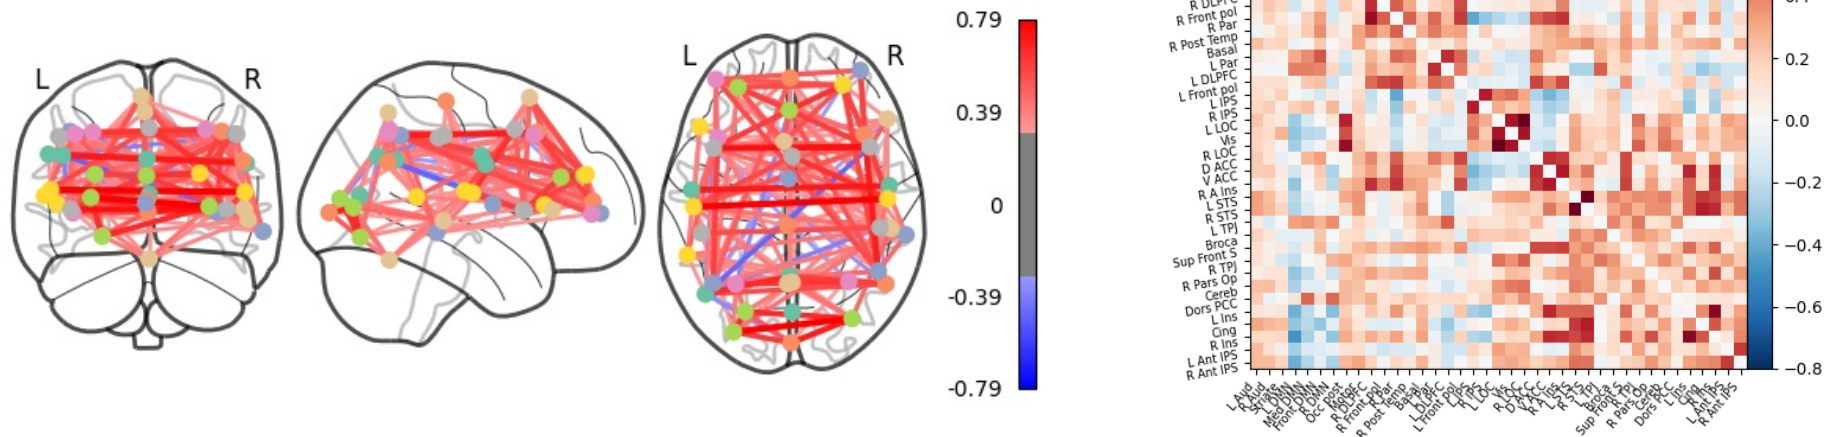 L R
L R
0.79
0.39
0
-0.39
-0.79
R DLPFC
R Front pol
R Par
R Post Temp
Basal
L Par
L DLPFC
L Front pol
L IPS
R IPS
L LOC
Vis
R LOC
D ACC
V ACC
R A Ins
L STS
R STS
L TPJ
Broca
Sup Front S
R TPJ
R Pars Op
Cereb
Dors PCC
L Ins
Cing
R Ins
L Ant IPS
R Ant IPS
0.4
0.2
0.0
−0.2
−0.4
−0.6
−0.8
L Aud
R Aud
Striate
L DMN
Med DMN
Front DMN
R DMN
Occ post
Motor
R DLPFC
R Front pol
R Par
R Post Temp
Basal
L Par
L DLPFC
L Front pol
L IPS
R IPS
L LOC
Vis
R LOC
D ACC
V ACC
R A Ins
L STS
R STS
L TPJ
Broca
Sup Front S
R TPJ
R Pars Op
Cereb
Dors PCC
L Ins
Cing
R Ins
L Ant IPS
R Ant IPS